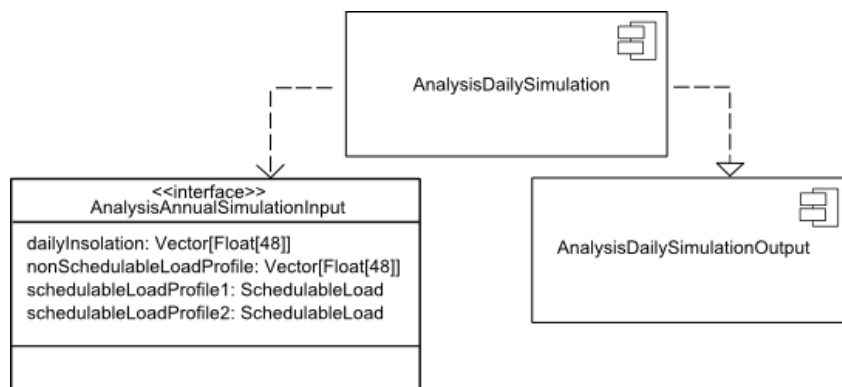 AnalysisDailySimulation
<<interface>>
AnalysisAnnualSimulationInput
dailyInsolation: Vector[Float[48]]
nonSchedulableLoadProfile: Vector[Float[48]]
schedulableLoadProfile1: SchedulableLoad
schedulableLoadProfile2: SchedulableLoad
AnalysisDailySimulationOutput